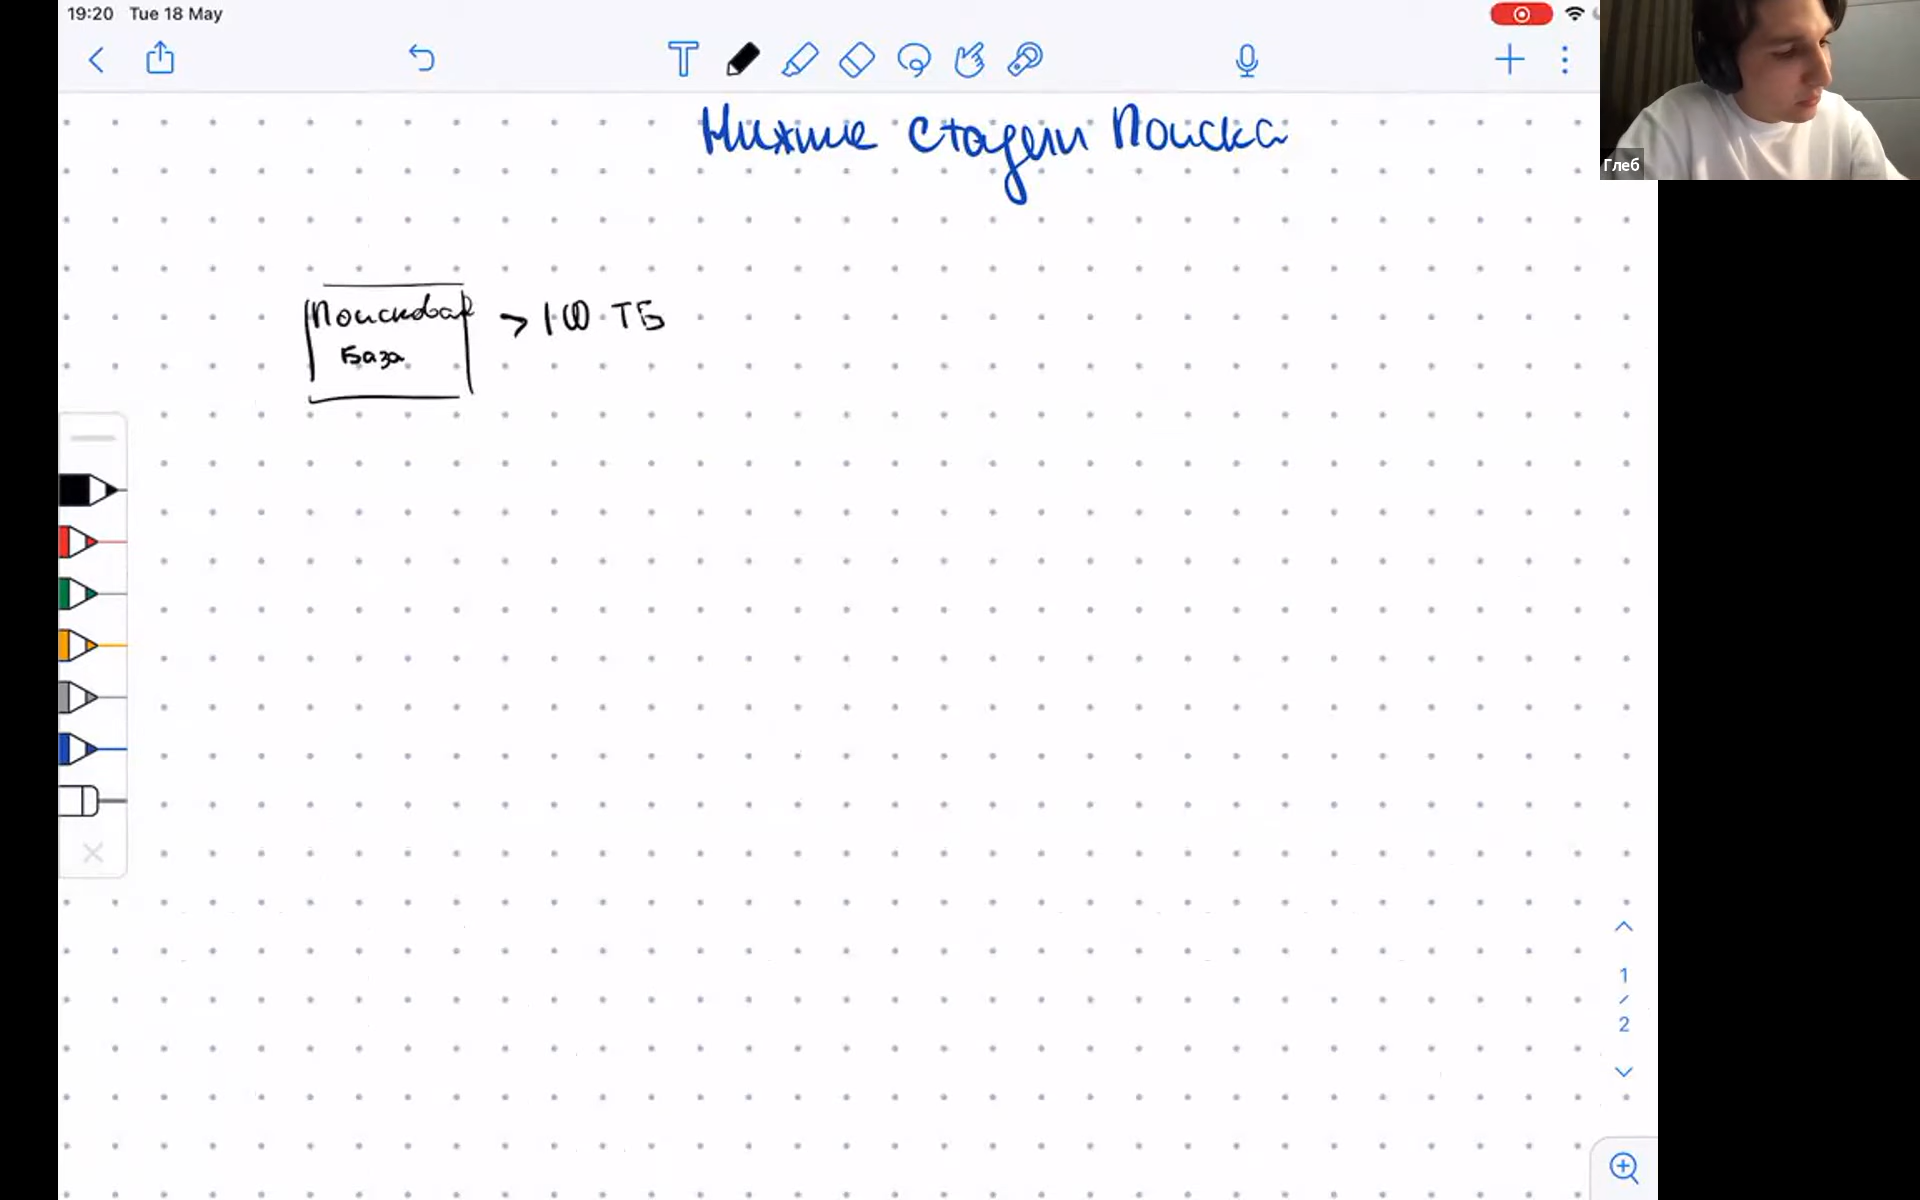 19:20 Tue 18 May
Нижние стадии Поиска
Глеб
Поисковая > 100 ТБ
База
1
/
2